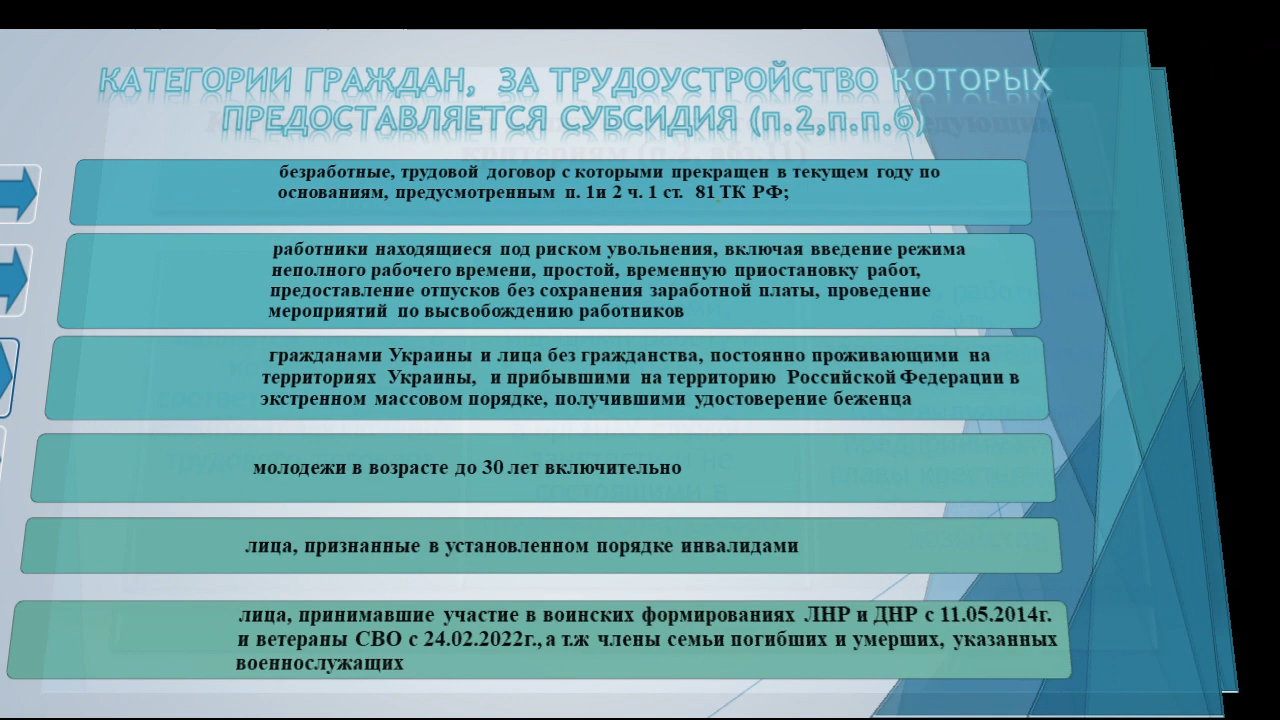 КАТЕГОРИИ ГРАЖДАН, ЗА ТРУДОУСТРОЙСТВО КОТОРЫХ
ПРЕДОСТАВЛЯЕТСЯ СУБСИДИЯ (п.2,п.п.б)
безработные, трудовой договор с которыми прекращен в текущем году по
основаниям, предусмотренным п. 1и 2 ч. 1 ст. 81 ТК РФ;
работники находящиеся под риском увольнения, включая введение режима
неполного рабочего времени, простой, временную приостановку работ,
предоставление отпусков без сохранения заработной платы, проведение
мероприятий по высвобождению работников
гражданами Украины и лица без гражданства, постоянно проживающими на
территориях Украины, и прибывшими на территорию Российской Федерации в
экстренном массовом порядке, получившими удостоверение беженца
молодежи в возрасте до 30 лет включительно
лица, признанные в установленном порядке инвалидами
лица, принимавшие участие в воинских формированиях ЛНР и ДНР с 11.05.2014г.
и ветераны СВО с 24.02.2022г., а т.ж члены семьи погибших и умерших, указанных
военнослужащих